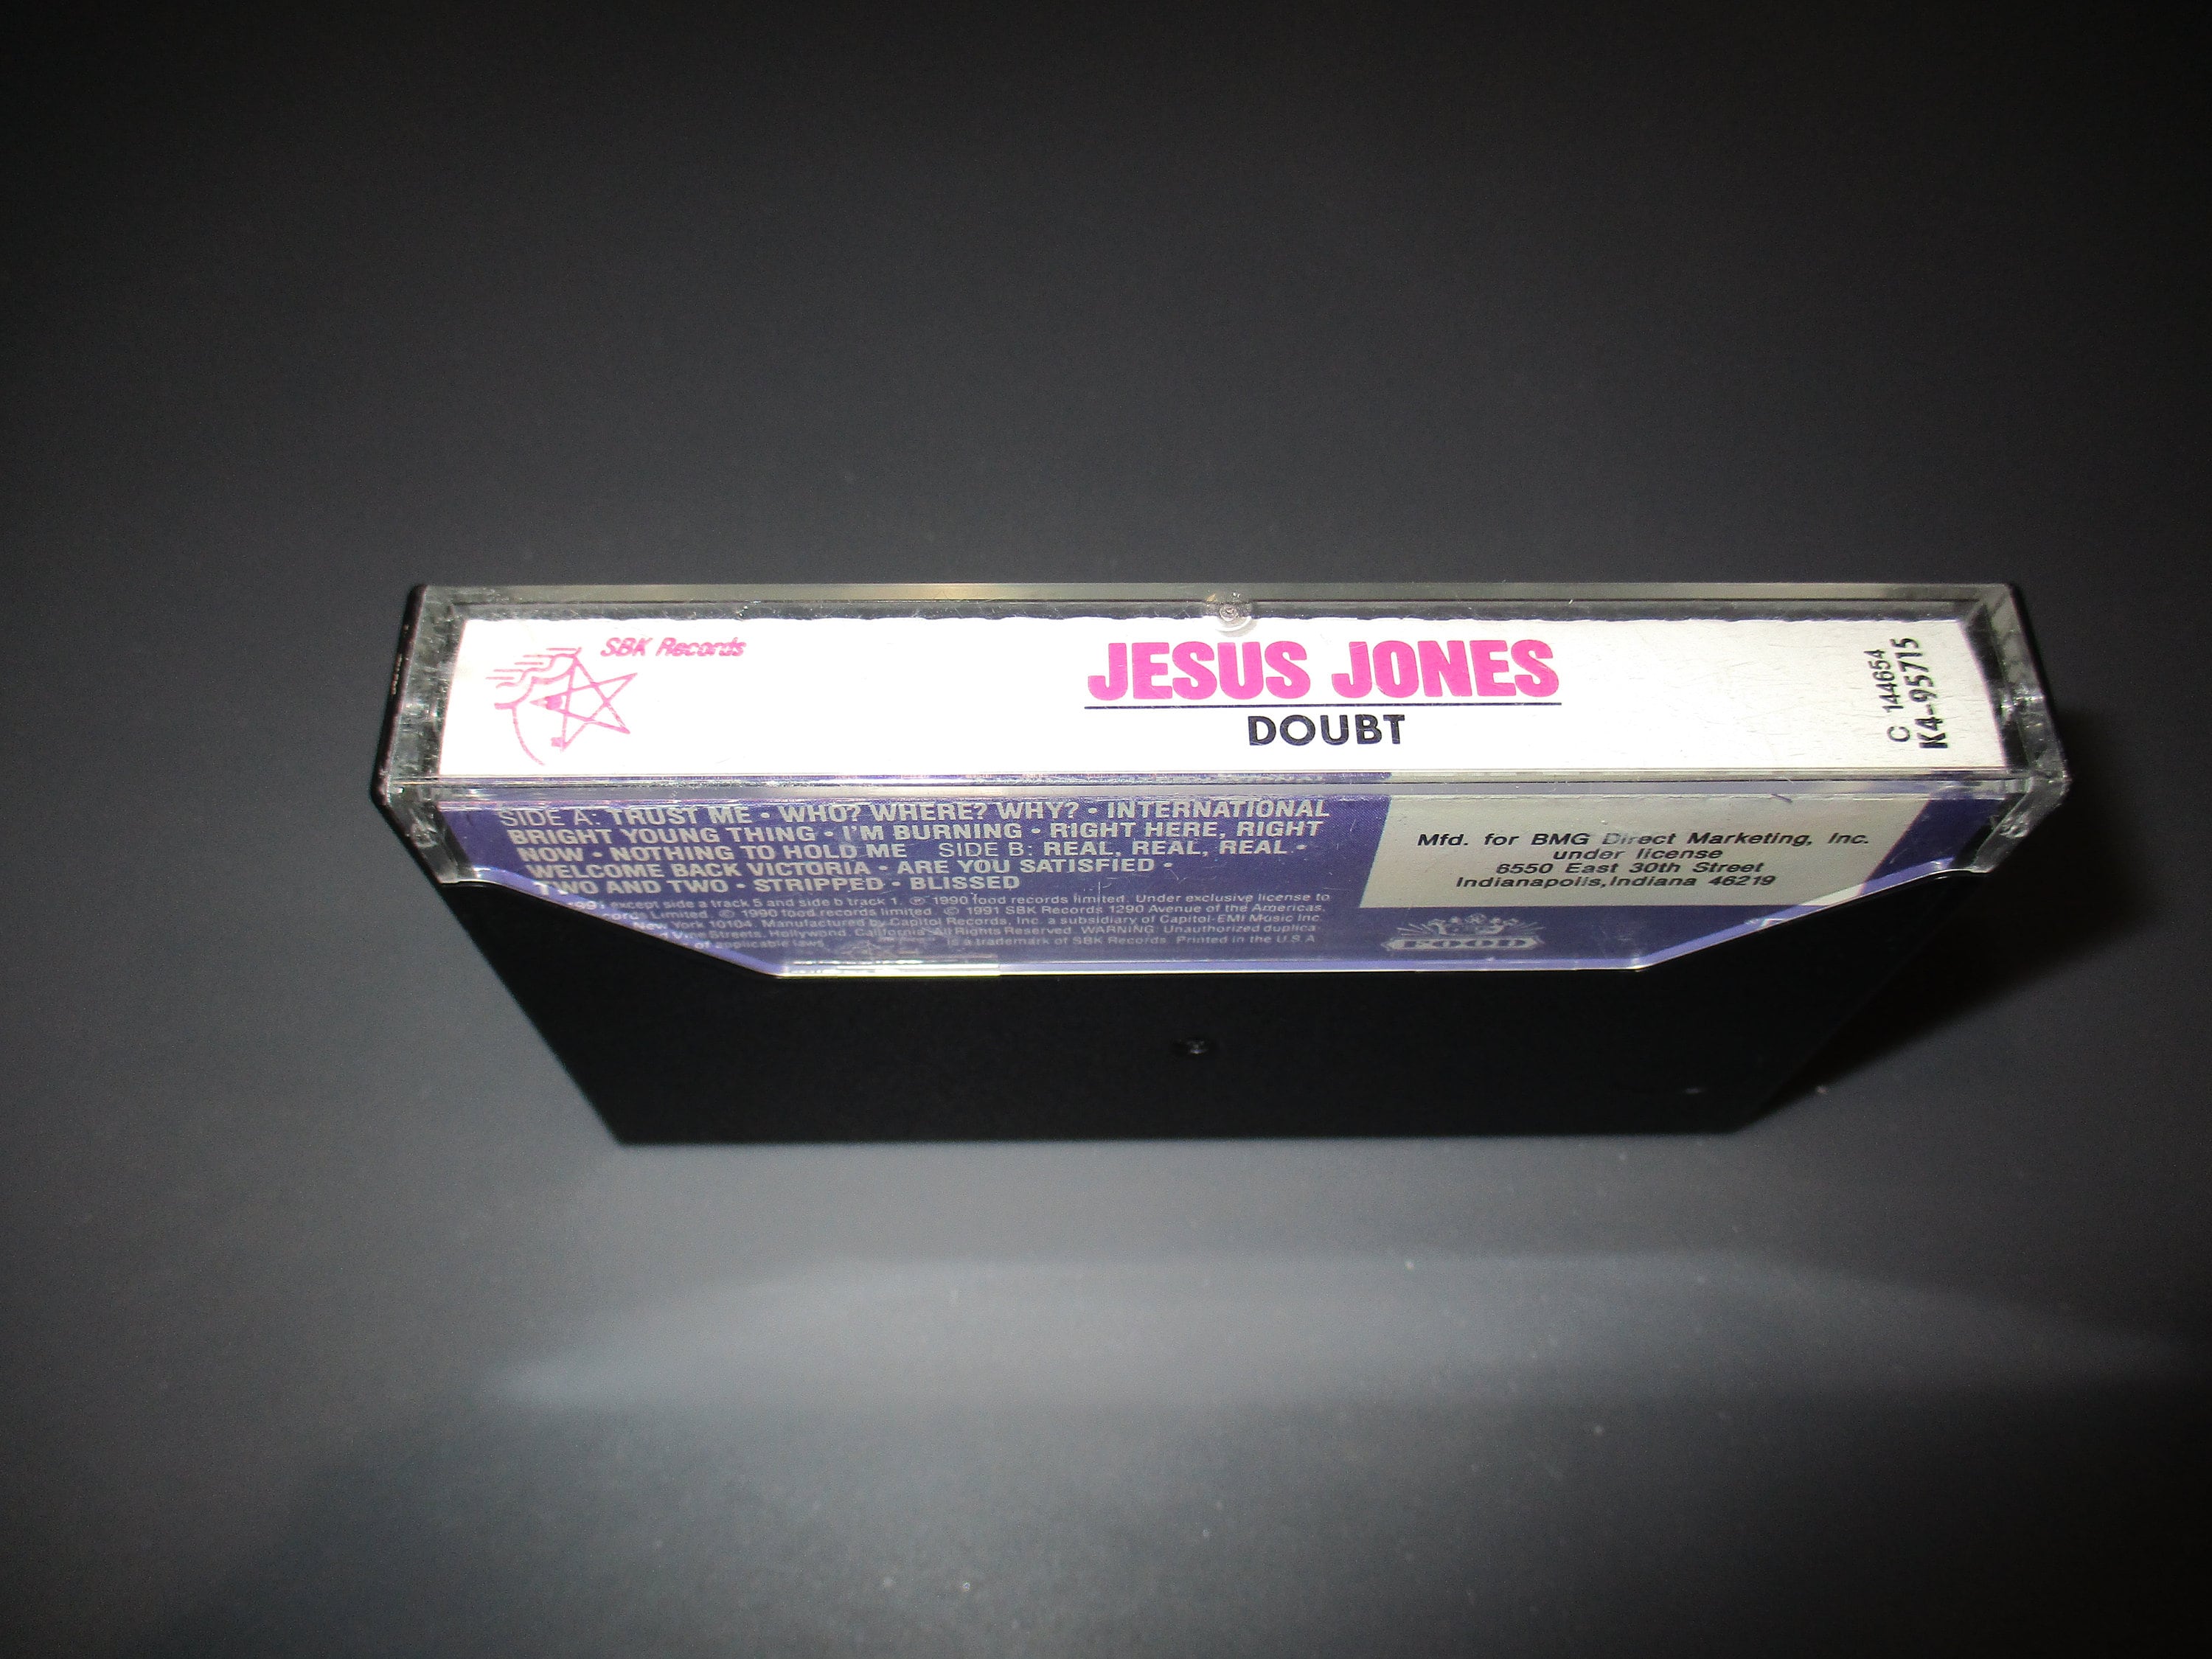 SBK Records
JESUS JONES
DOUBT
C 144654
K4-95715
SIDE A: TRUST ME • WHO? WHERE? WHY? • INTERNATIONAL
BRIGHT YOUNG THING • I'M BURNING • RIGHT HERE, RIGHT
NOW • NOTHING TO HOLD ME SIDE B: REAL, REAL, REAL •
WELCOME BACK VICTORIA • ARE YOU SATISFIED •
TWO AND TWO • STRIPPED • BLISSED
1991 except side a track 5 and side b track 1. ℗ 1990 food records limited. Under exclusive license to
Limited. © 1990 food records limited. © 1991 SBK Records 1290 Avenue of the Americas,
New York 10104. Manufactured by Capitol Records, Inc. a subsidiary of Capitol-EMI Music Inc.
Vine Streets, Hollywood, California. All Rights Reserved. WARNING: Unauthorized duplica-
of applicable laws. is a trademark of SBK Records. Printed in the U.S.A.
Mfd. for BMG Direct Marketing, Inc.
under license
6550 East 30th Street
Indianapolis, Indiana 46219
FOOD